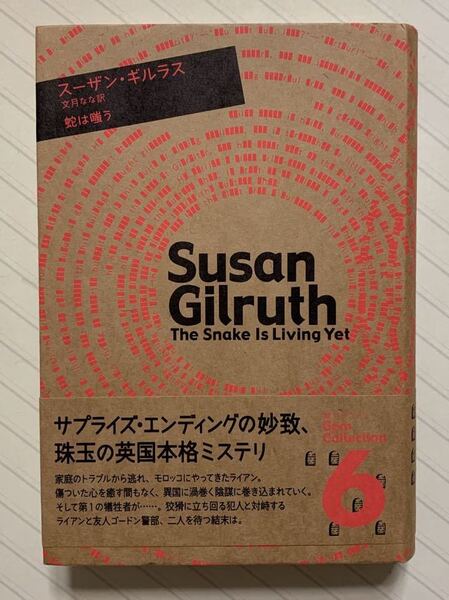 スーザン・ギルラス
文月なな訳
蛇は嗤う
Susan
Gilruth
The Snake Is Living Yet
サプライズ・エンディングの妙致、
珠玉の英国本格ミステリ
家庭のトラブルから逃れ、モロッコにやってきたライアン。
傷ついた心を癒す間もなく、異国に渦巻く陰謀に巻き込まれていく。
そして第1の犠牲者が……。狡猾に立ち回る犯人と対峙する
ライアンと友人ゴードン警部、二人を待つ結末は。
Gem
Collection
6